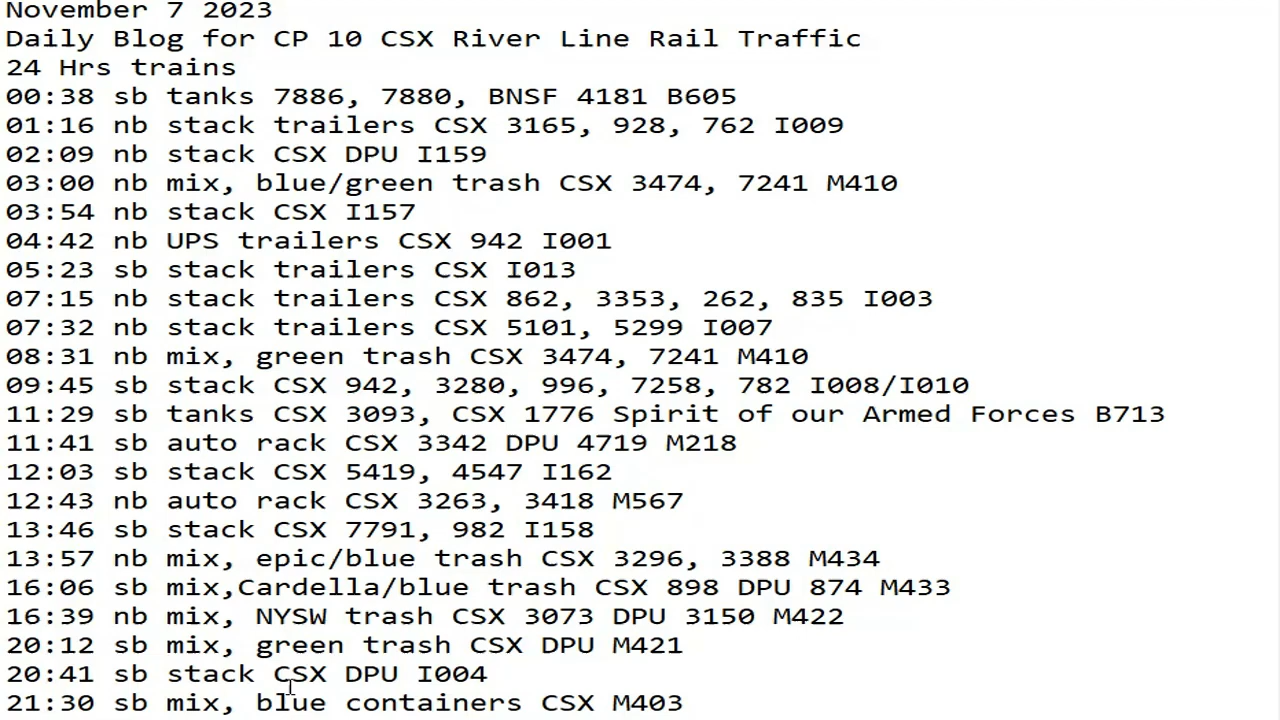 November 7 2023
Daily Blog for CP 10 CSX River Line Rail Traffic
24 Hrs trains
00:38 sb tanks 7886, 7880, BNSF 4181 B605
01:16 nb stack trailers CSX 3165, 928, 762 I009
02:09 nb stack CSX DPU I159
03:00 nb mix, blue/green trash CSX 3474, 7241 M410
03:54 nb stack CSX I157
04:42 nb UPS trailers CSX 942 I001
05:23 sb stack trailers CSX I013
07:15 nb stack trailers CSX 862, 3353, 262, 835 I003
07:32 nb stack trailers CSX 5101, 5299 I007
08:31 nb mix, green trash CSX 3474, 7241 M410
09:45 sb stack CSX 942, 3280, 996, 7258, 782 I008/I010
11:29 sb tanks CSX 3093, CSX 1776 Spirit of our Armed Forces B713
11:41 sb auto rack CSX 3342 DPU 4719 M218
12:03 sb stack CSX 5419, 4547 I162
12:43 nb auto rack CSX 3263, 3418 M567
13:46 sb stack CSX 7791, 982 I158
13:57 nb mix, epic/blue trash CSX 3296, 3388 M434
16:06 sb mix,Cardella/blue trash CSX 898 DPU 874 M433
16:39 nb mix, NYSW trash CSX 3073 DPU 3150 M422
20:12 sb mix, green trash CSX DPU M421
20:41 sb stack CSX DPU I004
21:30 sb mix, blue containers CSX M403